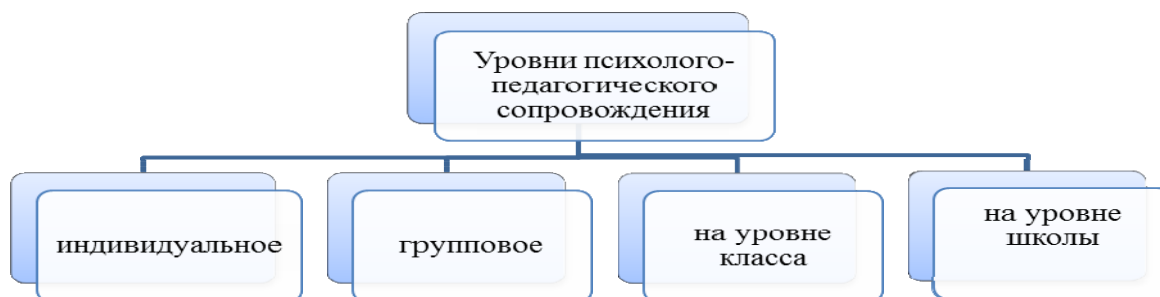 Уровни психолого-
педагогического
сопровождения
индивидуальное
групповое
на уровне
класса
на уровне
школы